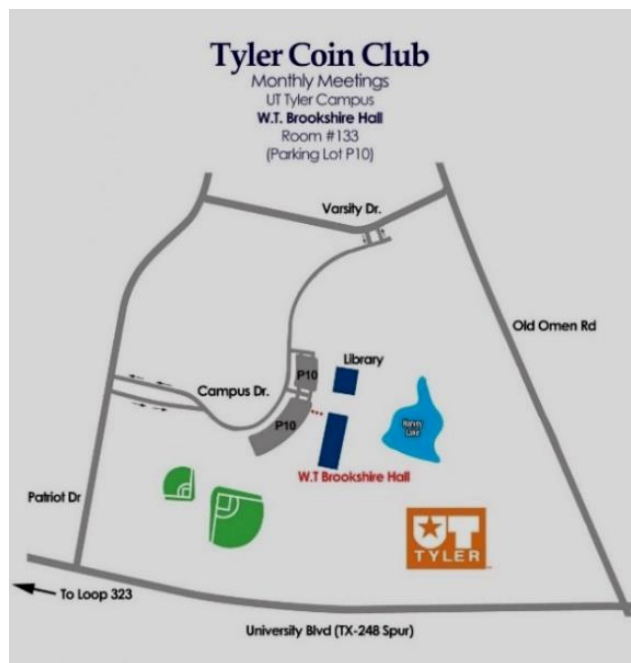 Tyler Coin Club
Monthly Meetings
UT Tyler Campus
W.T. Brookshire Hall
Room #133
(Parking Lot P10)
Varsity Dr.
Old Omen Rd
Library
P10
Campus Dr.
P10
Harvey
Lake
W.T Brookshire Hall
Patriot Dr
UT
TYLER
To Loop 323
University Blvd (TX-248 Spur)